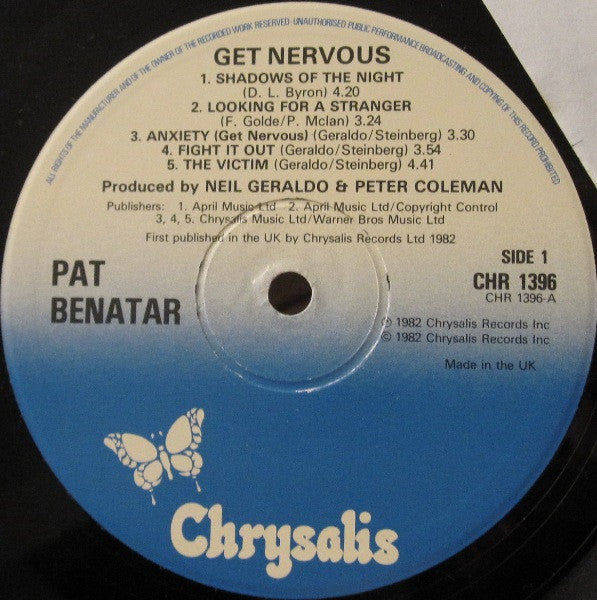 ALL RIGHTS OF THE MANUFACTURER AND OF THE OWNER OF THE RECORDED WORK RESERVED·UNAUTHORISED PUBLIC PERFORMANCE BROADCASTING AND COPYING OF THIS RECORD PROHIBITED
GET NERVOUS
1. SHADOWS OF THE NIGHT
(D. L. Byron) 4.20
2. LOOKING FOR A STRANGER
(F. Golde/P. Mclan) 3.24
3. ANXIETY (Get Nervous) (Geraldo/Steinberg) 3.30
4. FIGHT IT OUT (Geraldo/Steinberg) 3.54
5. THE VICTIM (Geraldo/Steinberg) 4.41
Produced by NEIL GERALDO & PETER COLEMAN
Publishers: 1. April Music Ltd 2. April Music Ltd/Copyright Control
3, 4, 5. Chrysalis Music Ltd/Warner Bros Music Ltd
First published in the UK by Chrysalis Records Ltd 1982
PAT
BENATAR
SIDE 1
CHR 1396
CHR 1396-A
℗ 1982 Chrysalis Records Inc
© 1982 Chrysalis Records Inc
Made in the UK
Chrysalis